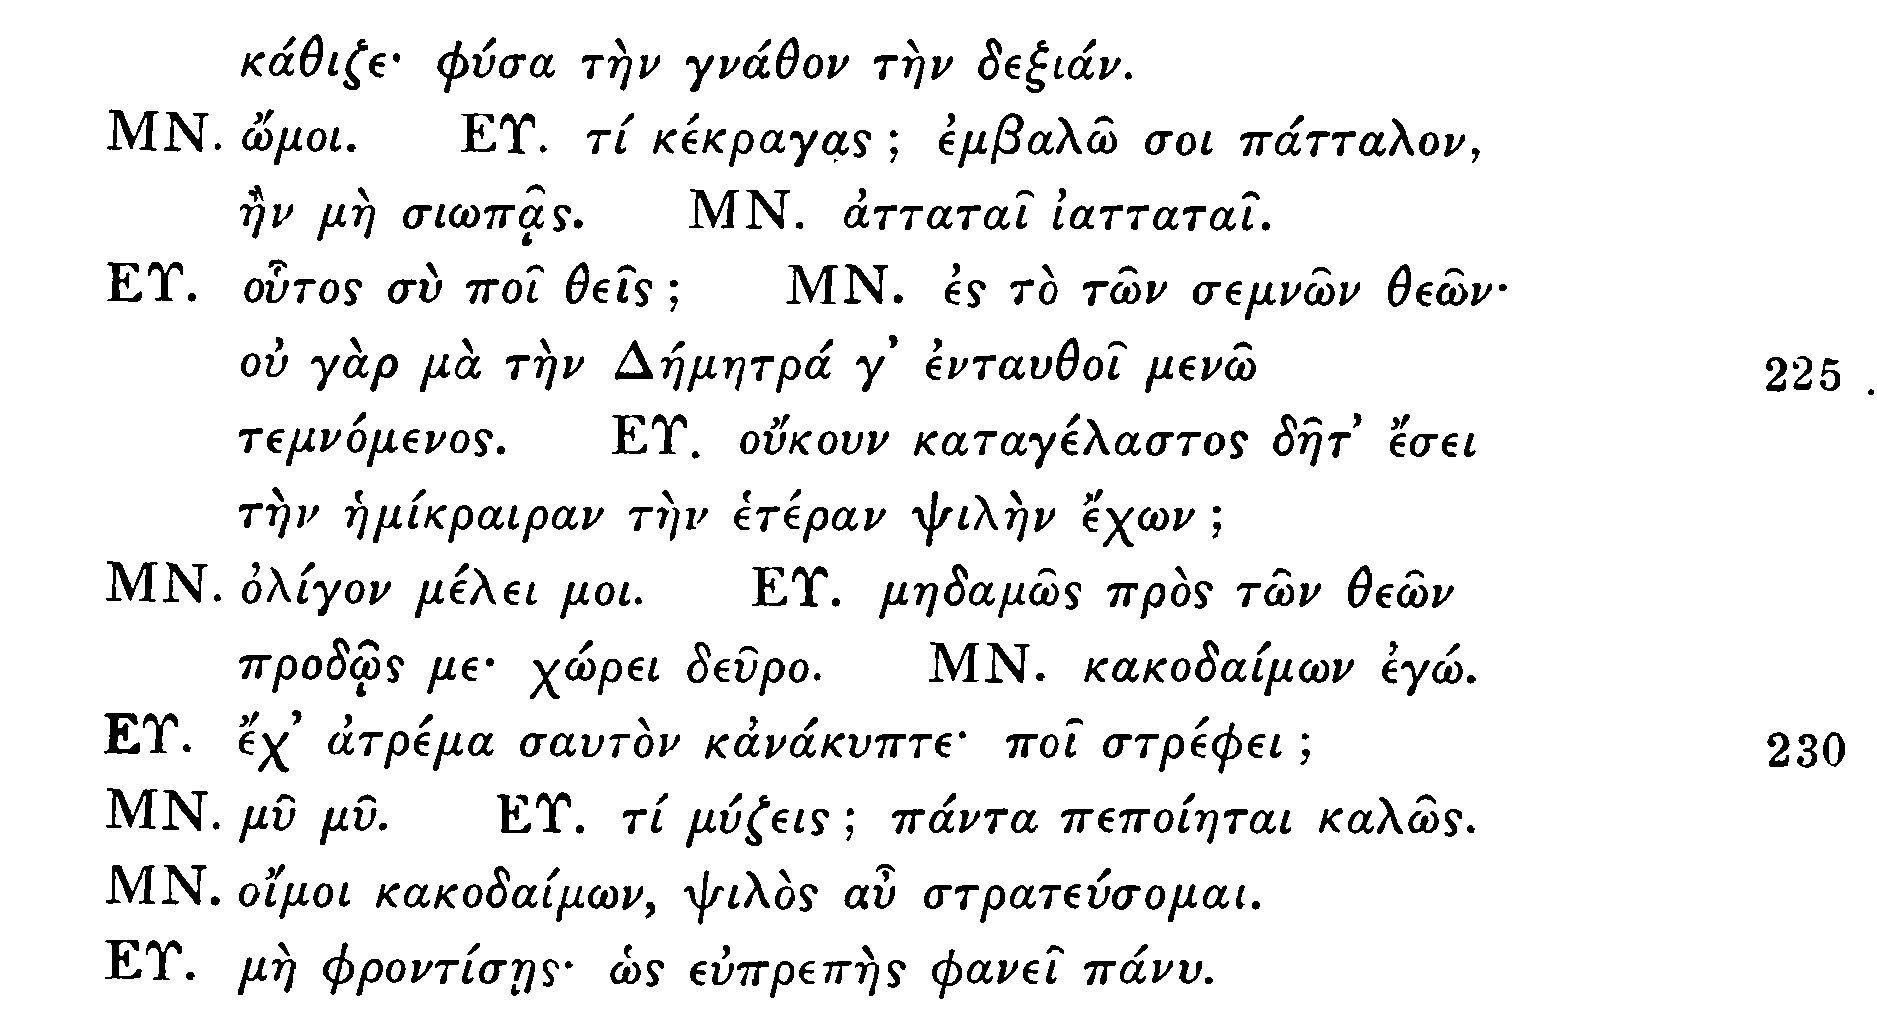 κάθιζε· φύσα τὴν γνάθον τὴν δεξιάν.
ΜΝ. ὤμοι. ΕΥ. τί κέκραγας; ἐμβαλῶ σοι πάτταλον,
ἢν μὴ σιωπᾷς. ΜΝ. ἀτταταῖ ἰατταταῖ.
ΕΥ. οὗτος σὺ ποῖ θεῖς; ΜΝ. ἐς τὸ τῶν σεμνῶν θεῶν·
οὐ γὰρ μὰ τὴν Δήμητρά γ’ ἐνταυθοῖ μενῶ 225
τεμνόμενος. ΕΥ. οὔκουν καταγέλαστος δῆτ’ ἔσει
τὴν ἡμίκραιραν τὴν ἑτέραν ψιλὴν ἔχων;
ΜΝ. ὀλίγον μέλει μοι. ΕΥ. μηδαμῶς πρὸς τῶν θεῶν
προδῷς με· χώρει δεῦρο. ΜΝ. κακοδαίμων ἐγώ.
ΕΥ. ἔχ’ ἀτρέμα σαυτὸν κἀνάκυπτε· ποῖ στρέφει; 230
ΜΝ. μῦ μῦ. ΕΥ. τί μύζεις; πάντα πεποίηται καλῶς.
ΜΝ. οἴμοι κακοδαίμων, ψιλὸς αὖ στρατεύσομαι.
ΕΥ. μὴ φροντίσῃς· ὡς εὐπρεπὴς φανεῖ πάνυ.